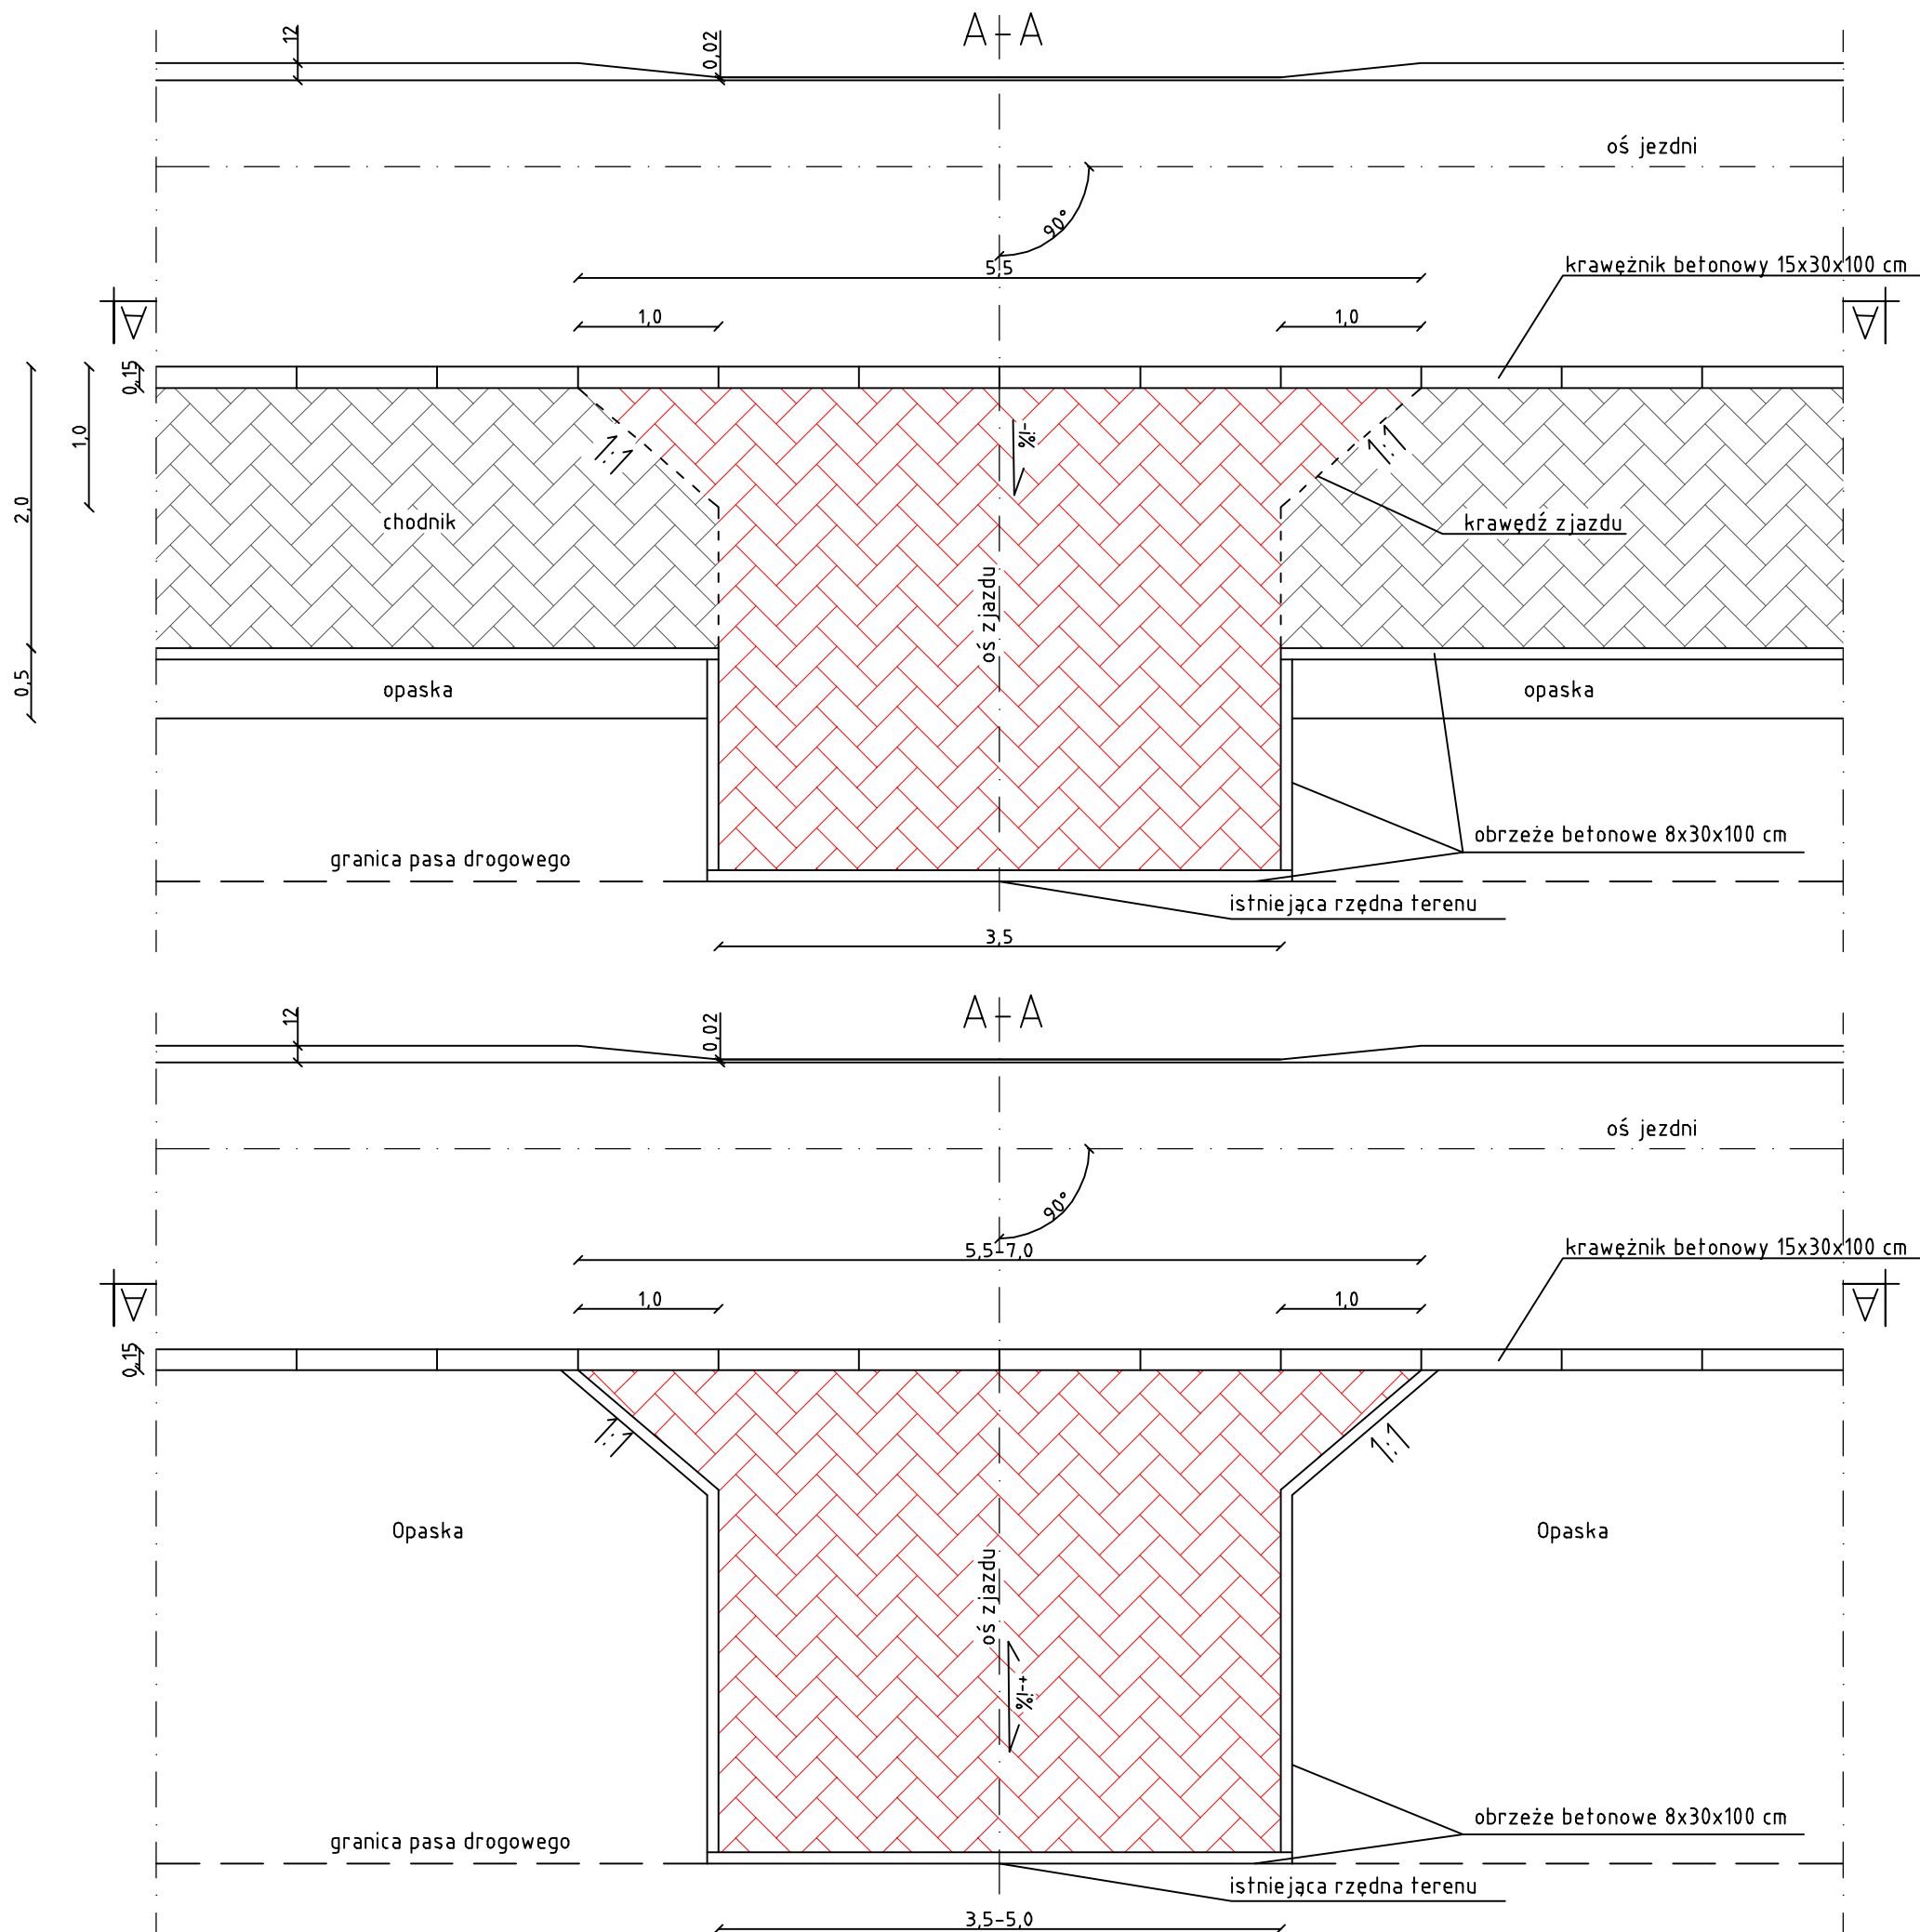 A-A
12
0,02
oś jezdni
90°
5,5
krawężnik betonowy 15x30x100 cm
A
A
1,0
1,0
0,15
1,0
2,0
0,5
1:1
1:1
-i%
chodnik
krawędź zjazdu
oś zjazdu
opaska
opaska
obrzeże betonowe 8x30x100 cm
granica pasa drogowego
istniejąca rzędna terenu
3,5
A-A
12
0,02
oś jezdni
90°
5,5-7,0
krawężnik betonowy 15x30x100 cm
A
A
1,0
1,0
0,15
1:1
1:1
Opaska
Opaska
oś zjazdu
+-i%
obrzeże betonowe 8x30x100 cm
granica pasa drogowego
istniejąca rzędna terenu
3,5-5,0